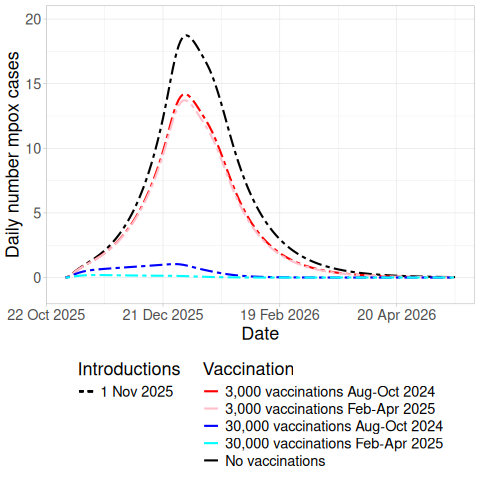 Daily number mpox cases
20
15
10
5
0
22 Oct 2025 21 Dec 2025 19 Feb 2026 20 Apr 2026
Date
Introductions
1 Nov 2025
Vaccination
3,000 vaccinations Aug-Oct 2024
3,000 vaccinations Feb-Apr 2025
30,000 vaccinations Aug-Oct 2024
30,000 vaccinations Feb-Apr 2025
No vaccinations